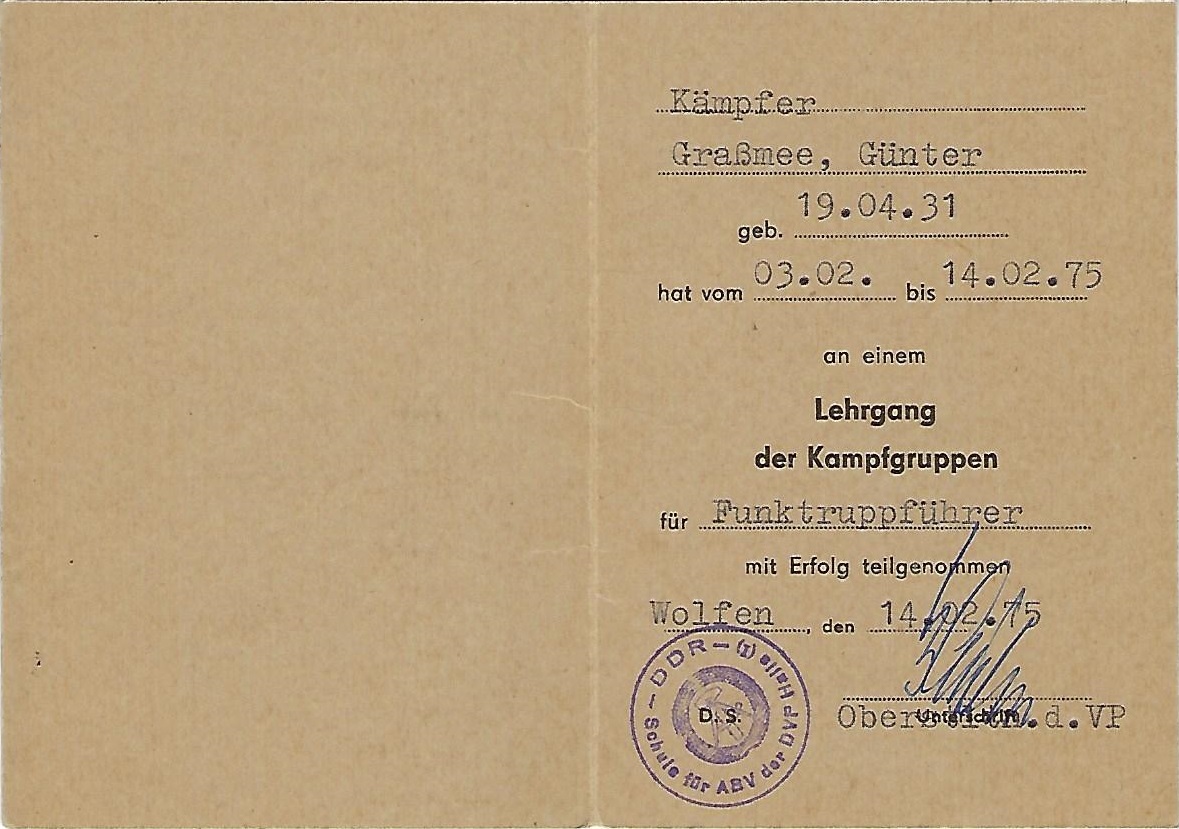 Kämpfer
Graßmee, Günter
geb. 19.04.31
hat vom 03.02. bis 14.02.75
an einem
Lehrgang
der Kampfgruppen
für Funktruppführer
mit Erfolg teilgenommen
Wolfen, den 14.02.75
Unterschrift
Oberstltn.d.VP
D.S.
— DDR — (I) Halle
Schule für ABV der DVP